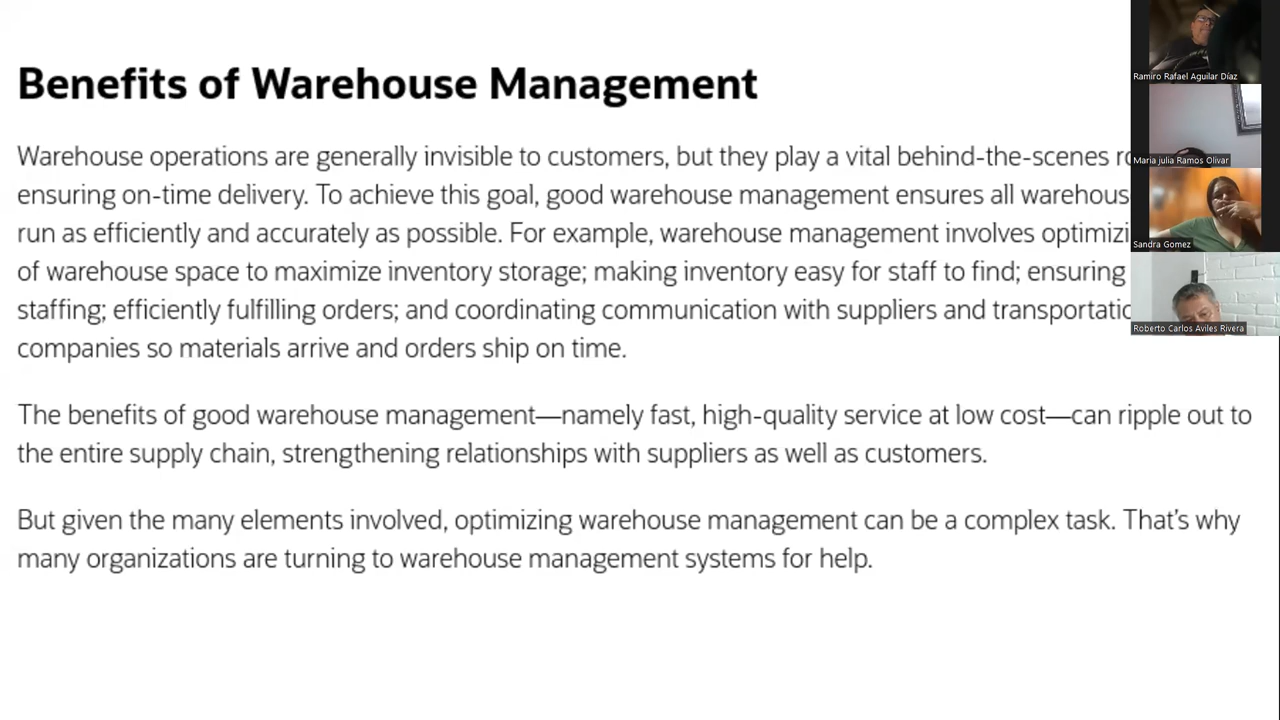 Benefits of Warehouse Management
Warehouse operations are generally invisible to customers, but they play a vital behind-the-scenes
ensuring on-time delivery. To achieve this goal, good warehouse management ensures all
run as efficiently and accurately as possible. For example, warehouse management involves
of warehouse space to maximize inventory storage; making inventory easy for staff to find; ensuring
staffing; efficiently fulfilling orders; and coordinating communication with suppliers and
companies so materials arrive and orders ship on time.
The benefits of good warehouse management—namely fast, high-quality service at low cost—can ripple out to
the entire supply chain, strengthening relationships with suppliers as well as customers.
But given the many elements involved, optimizing warehouse management can be a complex task. That's why
many organizations are turning to warehouse management systems for help.
Ramiro Rafael Aguilar Díaz
Maria julia Ramos Olivar
Sandra Gomez
Roberto Carlos Aviles Rivera